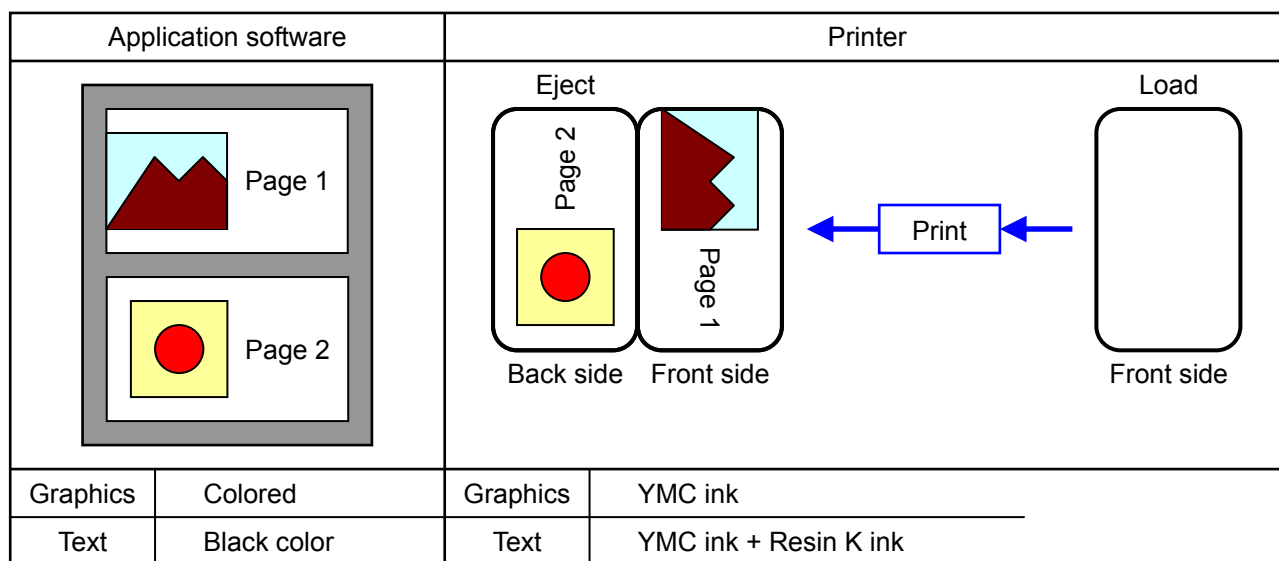 Application software
Printer
Page 1
Page 2
Eject
Page 2
Page 1
Back side
Front side
Print
Load
Front side
Graphics
Colored
Graphics
YMC ink
Text
Black color
Text
YMC ink + Resin K ink